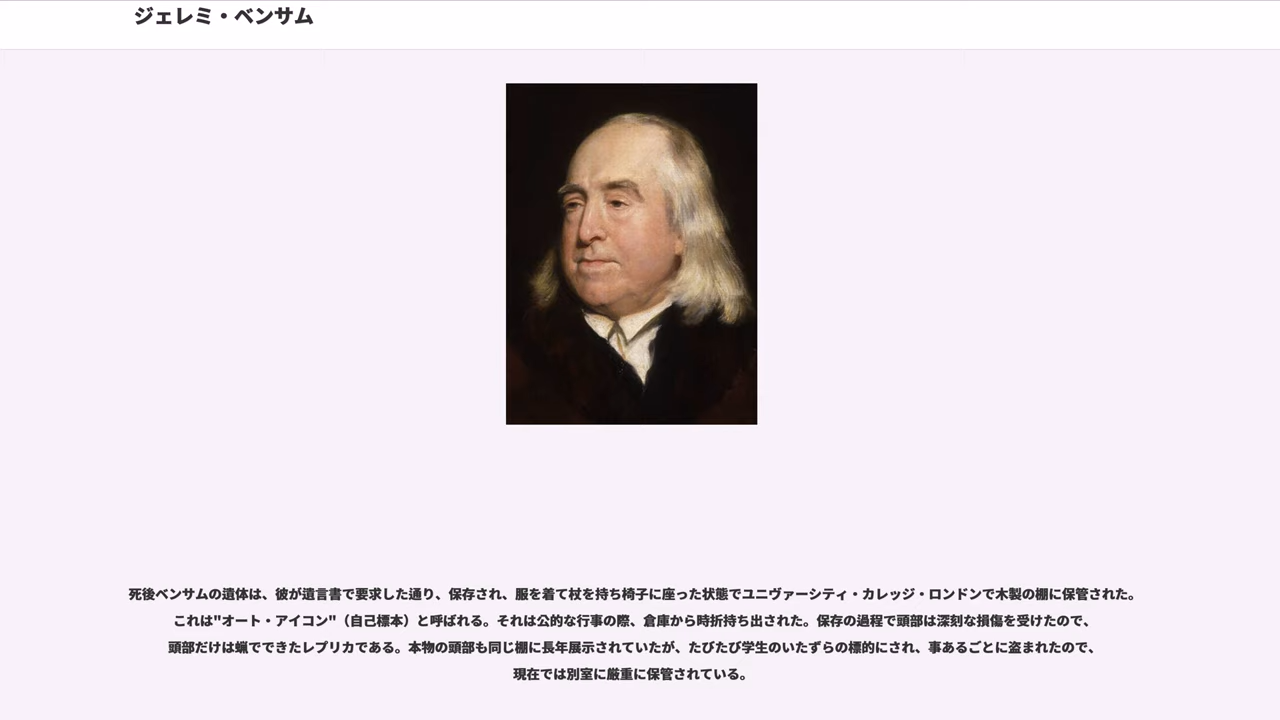 ジェレミ・ベンサム
死後ベンサムの遺体は、彼が遺言書で要求した通り、保存され、服を着て杖を持ち椅子に座った状態でユニヴァーシティ・カレッジ・ロンドンで木製の棚に保管された。
これは"オート・アイコン"（自己標本）と呼ばれる。それは公的な行事の際、倉庫から時折持ち出された。保存の過程で頭部は深刻な損傷を受けたので、
頭部だけは蝋でできたレプリカである。本物の頭部も同じ棚に長年展示されていたが、たびたび学生のいたずらの標的にされ、事あるごとに盗まれたので、
現在では別室に厳重に保管されている。